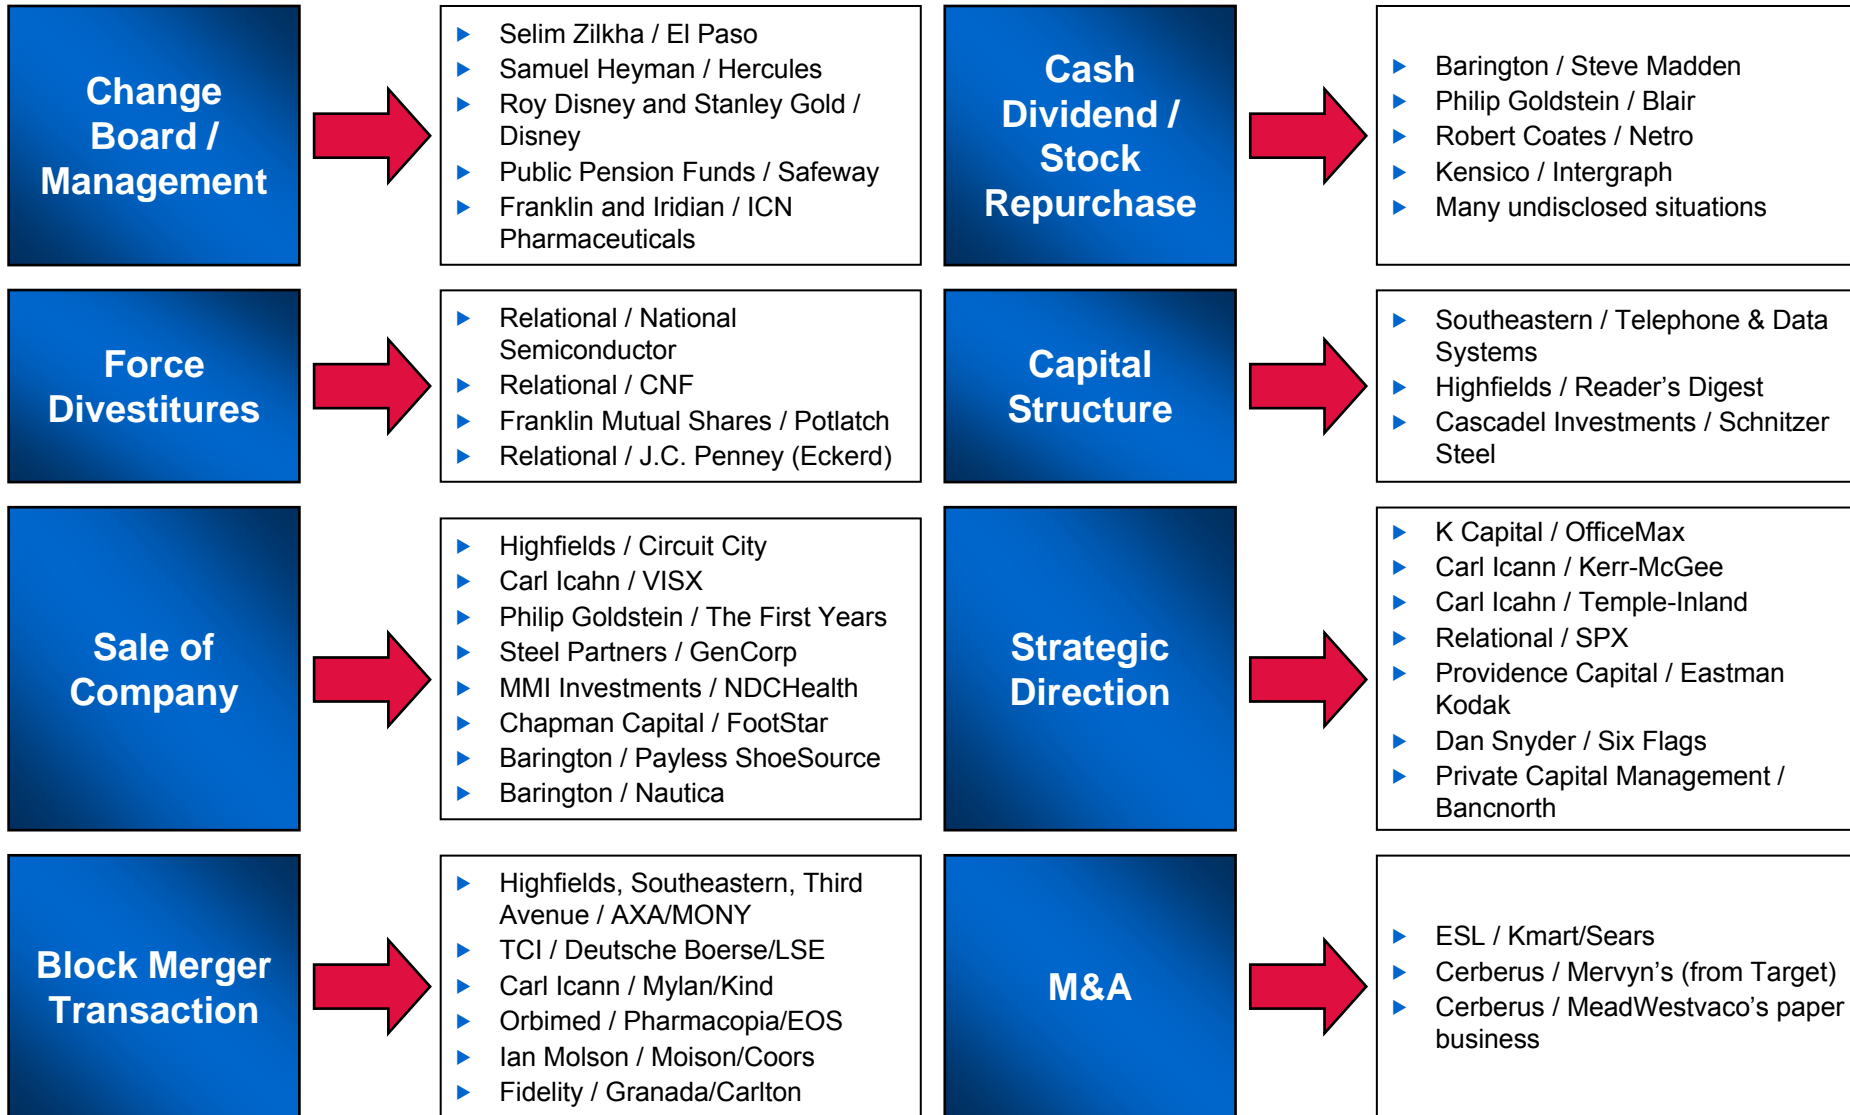 Change
Board /
Management
Selim Zilkha / El Paso
Samuel Heyman / Hercules
Roy Disney and Stanley Gold /
Disney
Public Pension Funds / Safeway
Franklin and Iridian / ICN
Pharmaceuticals
Cash
Dividend /
Stock
Repurchase
Barington / Steve Madden
Philip Goldstein / Blair
Robert Coates / Netro
Kensico / Intergraph
Many undisclosed situations
Force
Divestitures
Relational / National
Semiconductor
Relational / CNF
Franklin Mutual Shares / Potlatch
Relational / J.C. Penney (Eckerd)
Capital
Structure
Southeastern / Telephone & Data
Systems
Highfields / Reader's Digest
Cascadel Investments / Schnitzer
Steel
Sale of
Company
Highfields / Circuit City
Carl Icahn / VISX
Philip Goldstein / The First Years
Steel Partners / GenCorp
MMI Investments / NDCHealth
Chapman Capital / FootStar
Barington / Payless ShoeSource
Barington / Nautica
Strategic
Direction
K Capital / OfficeMax
Carl Icann / Kerr-McGee
Carl Icahn / Temple-Inland
Relational / SPX
Providence Capital / Eastman
Kodak
Dan Snyder / Six Flags
Private Capital Management /
Bancnorth
Block Merger
Transaction
Highfields, Southeastern, Third
Avenue / AXA/MONY
TCI / Deutsche Boerse/LSE
Carl Icann / Mylan/Kind
Orbimed / Pharmacopia/EOS
Ian Molson / Moison/Coors
Fidelity / Granada/Carlton
M&A
ESL / Kmart/Sears
Cerberus / Mervyn's (from Target)
Cerberus / MeadWestvaco's paper
business